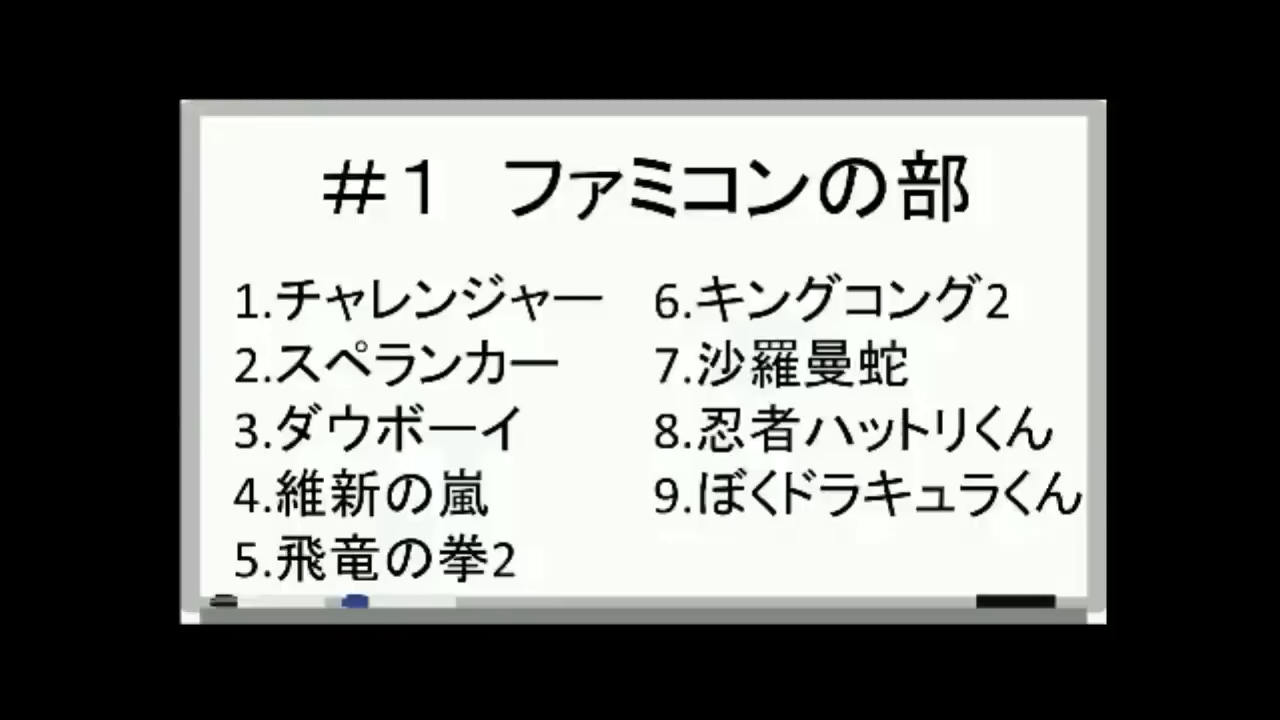 #1 ファミコンの部
1.チャレンジャー
2.スペランカー
3.ダウボーイ
4.維新の嵐
5.飛竜の拳2
6.キングコング2
7.沙羅曼蛇
8.忍者ハットリくん
9.ぼくドラキュラくん